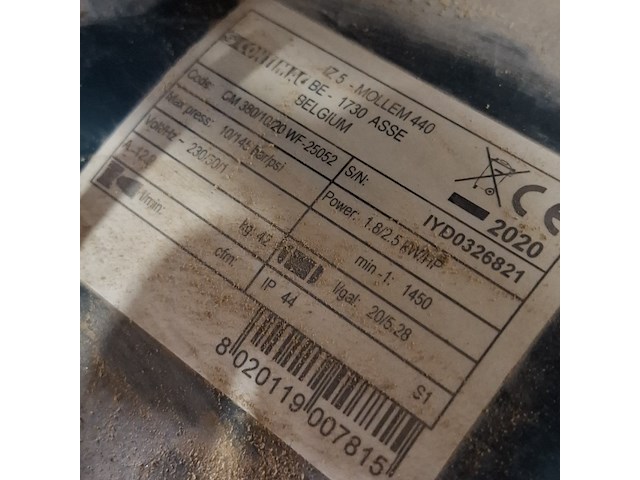 IZ 5 - MOLLEM 440
BE - 1730 ASSE
BELGIUM
2020
Code: CM 380/10/20 WF-25052
S/N: IYD0326821
Max press: 10/145 bar/psi
Power: 1.8/2.5 kW/HP
Volt/Hz - 230/50/1
min -1: 1450
A.-12.8
kg: 42
l/gal: 20/5.28
l/min:
cfm:
IP 44
S1
8 020119 007815